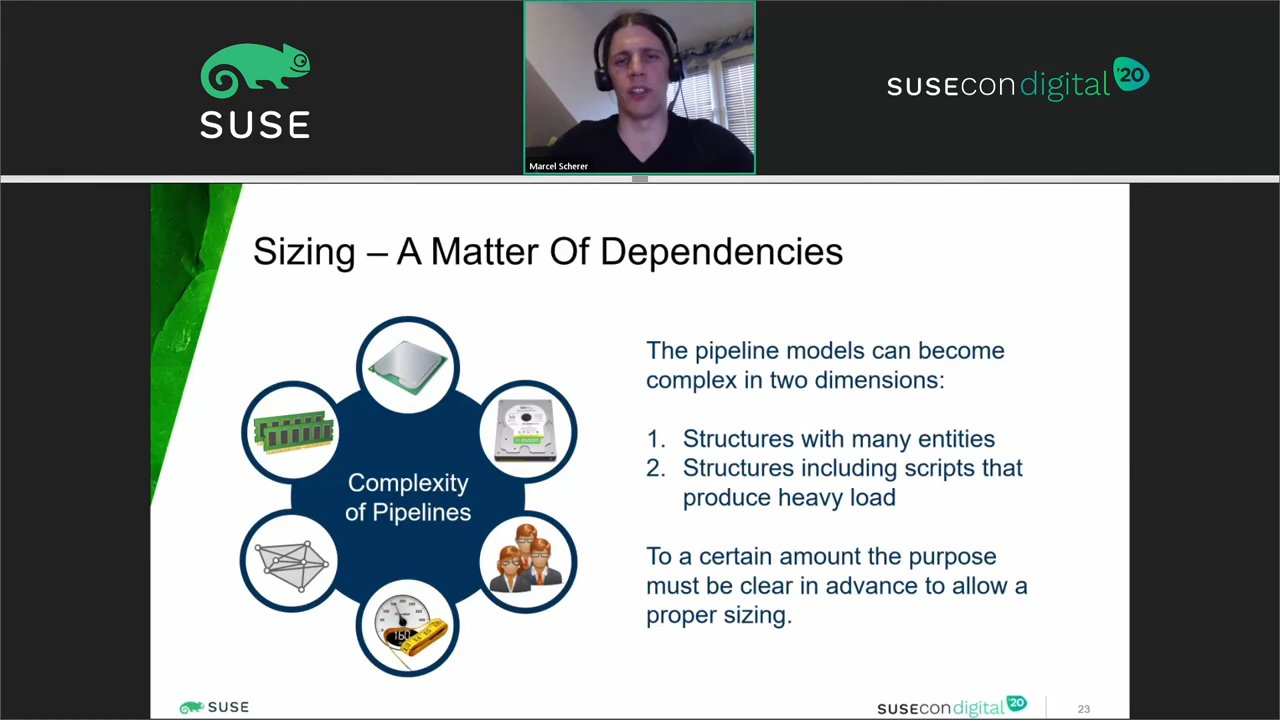 SUSE
Marcel Scherer
SUSEcon digital '20
Sizing – A Matter Of Dependencies
Complexity
of Pipelines
160
The pipeline models can become
complex in two dimensions:
1. Structures with many entities
2. Structures including scripts that
produce heavy load
To a certain amount the purpose
must be clear in advance to allow a
proper sizing.
SUSE
SUSEcon digital '20
23